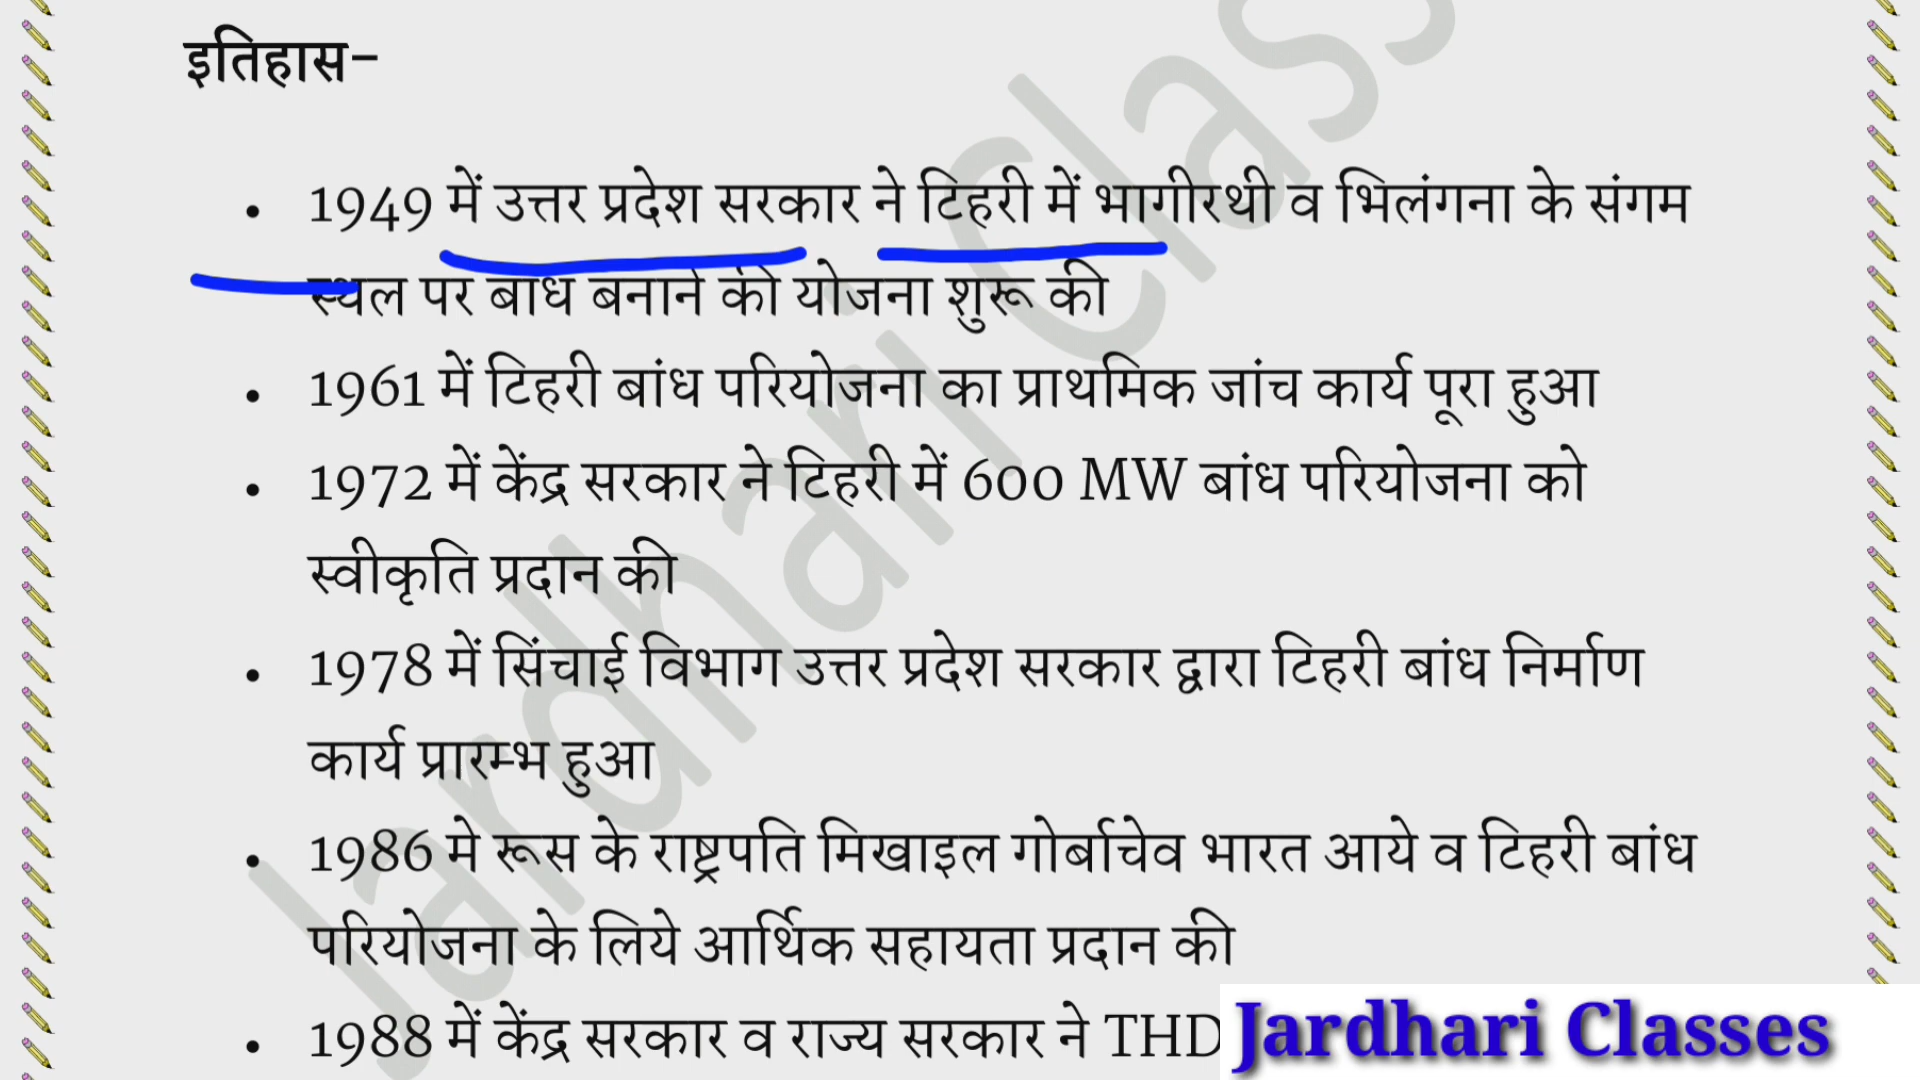 इतिहास–
• 1949 में उत्तर प्रदेश सरकार ने टिहरी में भागीरथी व भिलंगना के संगम
स्थल पर बांध बनाने की योजना शुरू की
• 1961 में टिहरी बांध परियोजना का प्राथमिक जांच कार्य पूरा हुआ
• 1972 में केंद्र सरकार ने टिहरी में 600 MW बांध परियोजना को
स्वीकृति प्रदान की
• 1978 में सिंचाई विभाग उत्तर प्रदेश सरकार द्वारा टिहरी बांध निर्माण
कार्य प्रारम्भ हुआ
• 1986 मे रूस के राष्ट्रपति मिखाइल गोर्बाचेव भारत आये व टिहरी बांध
परियोजना के लिये आर्थिक सहायता प्रदान की
• 1988 में केंद्र सरकार व राज्य सरकार ने THD
Jardhari Classes
Jardhari Class